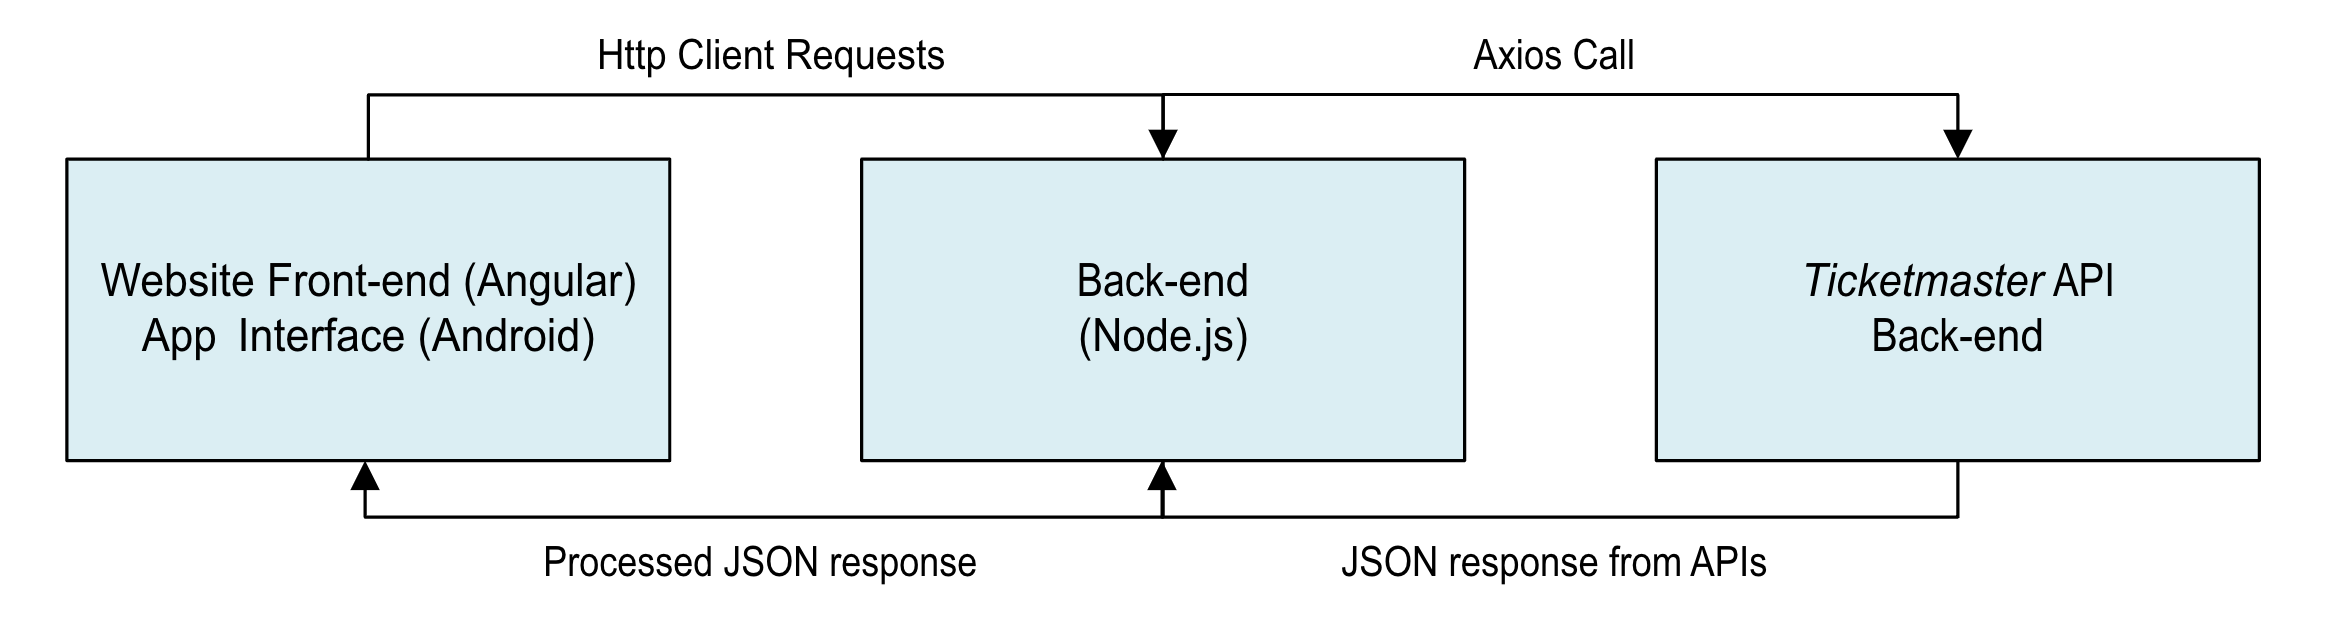 Http Client Requests
Axios Call
Website Front-end (Angular)
App  Interface (Android)
Back-end
(Node.js)
Ticketmaster API
Back-end
Processed JSON response
JSON response from APIs